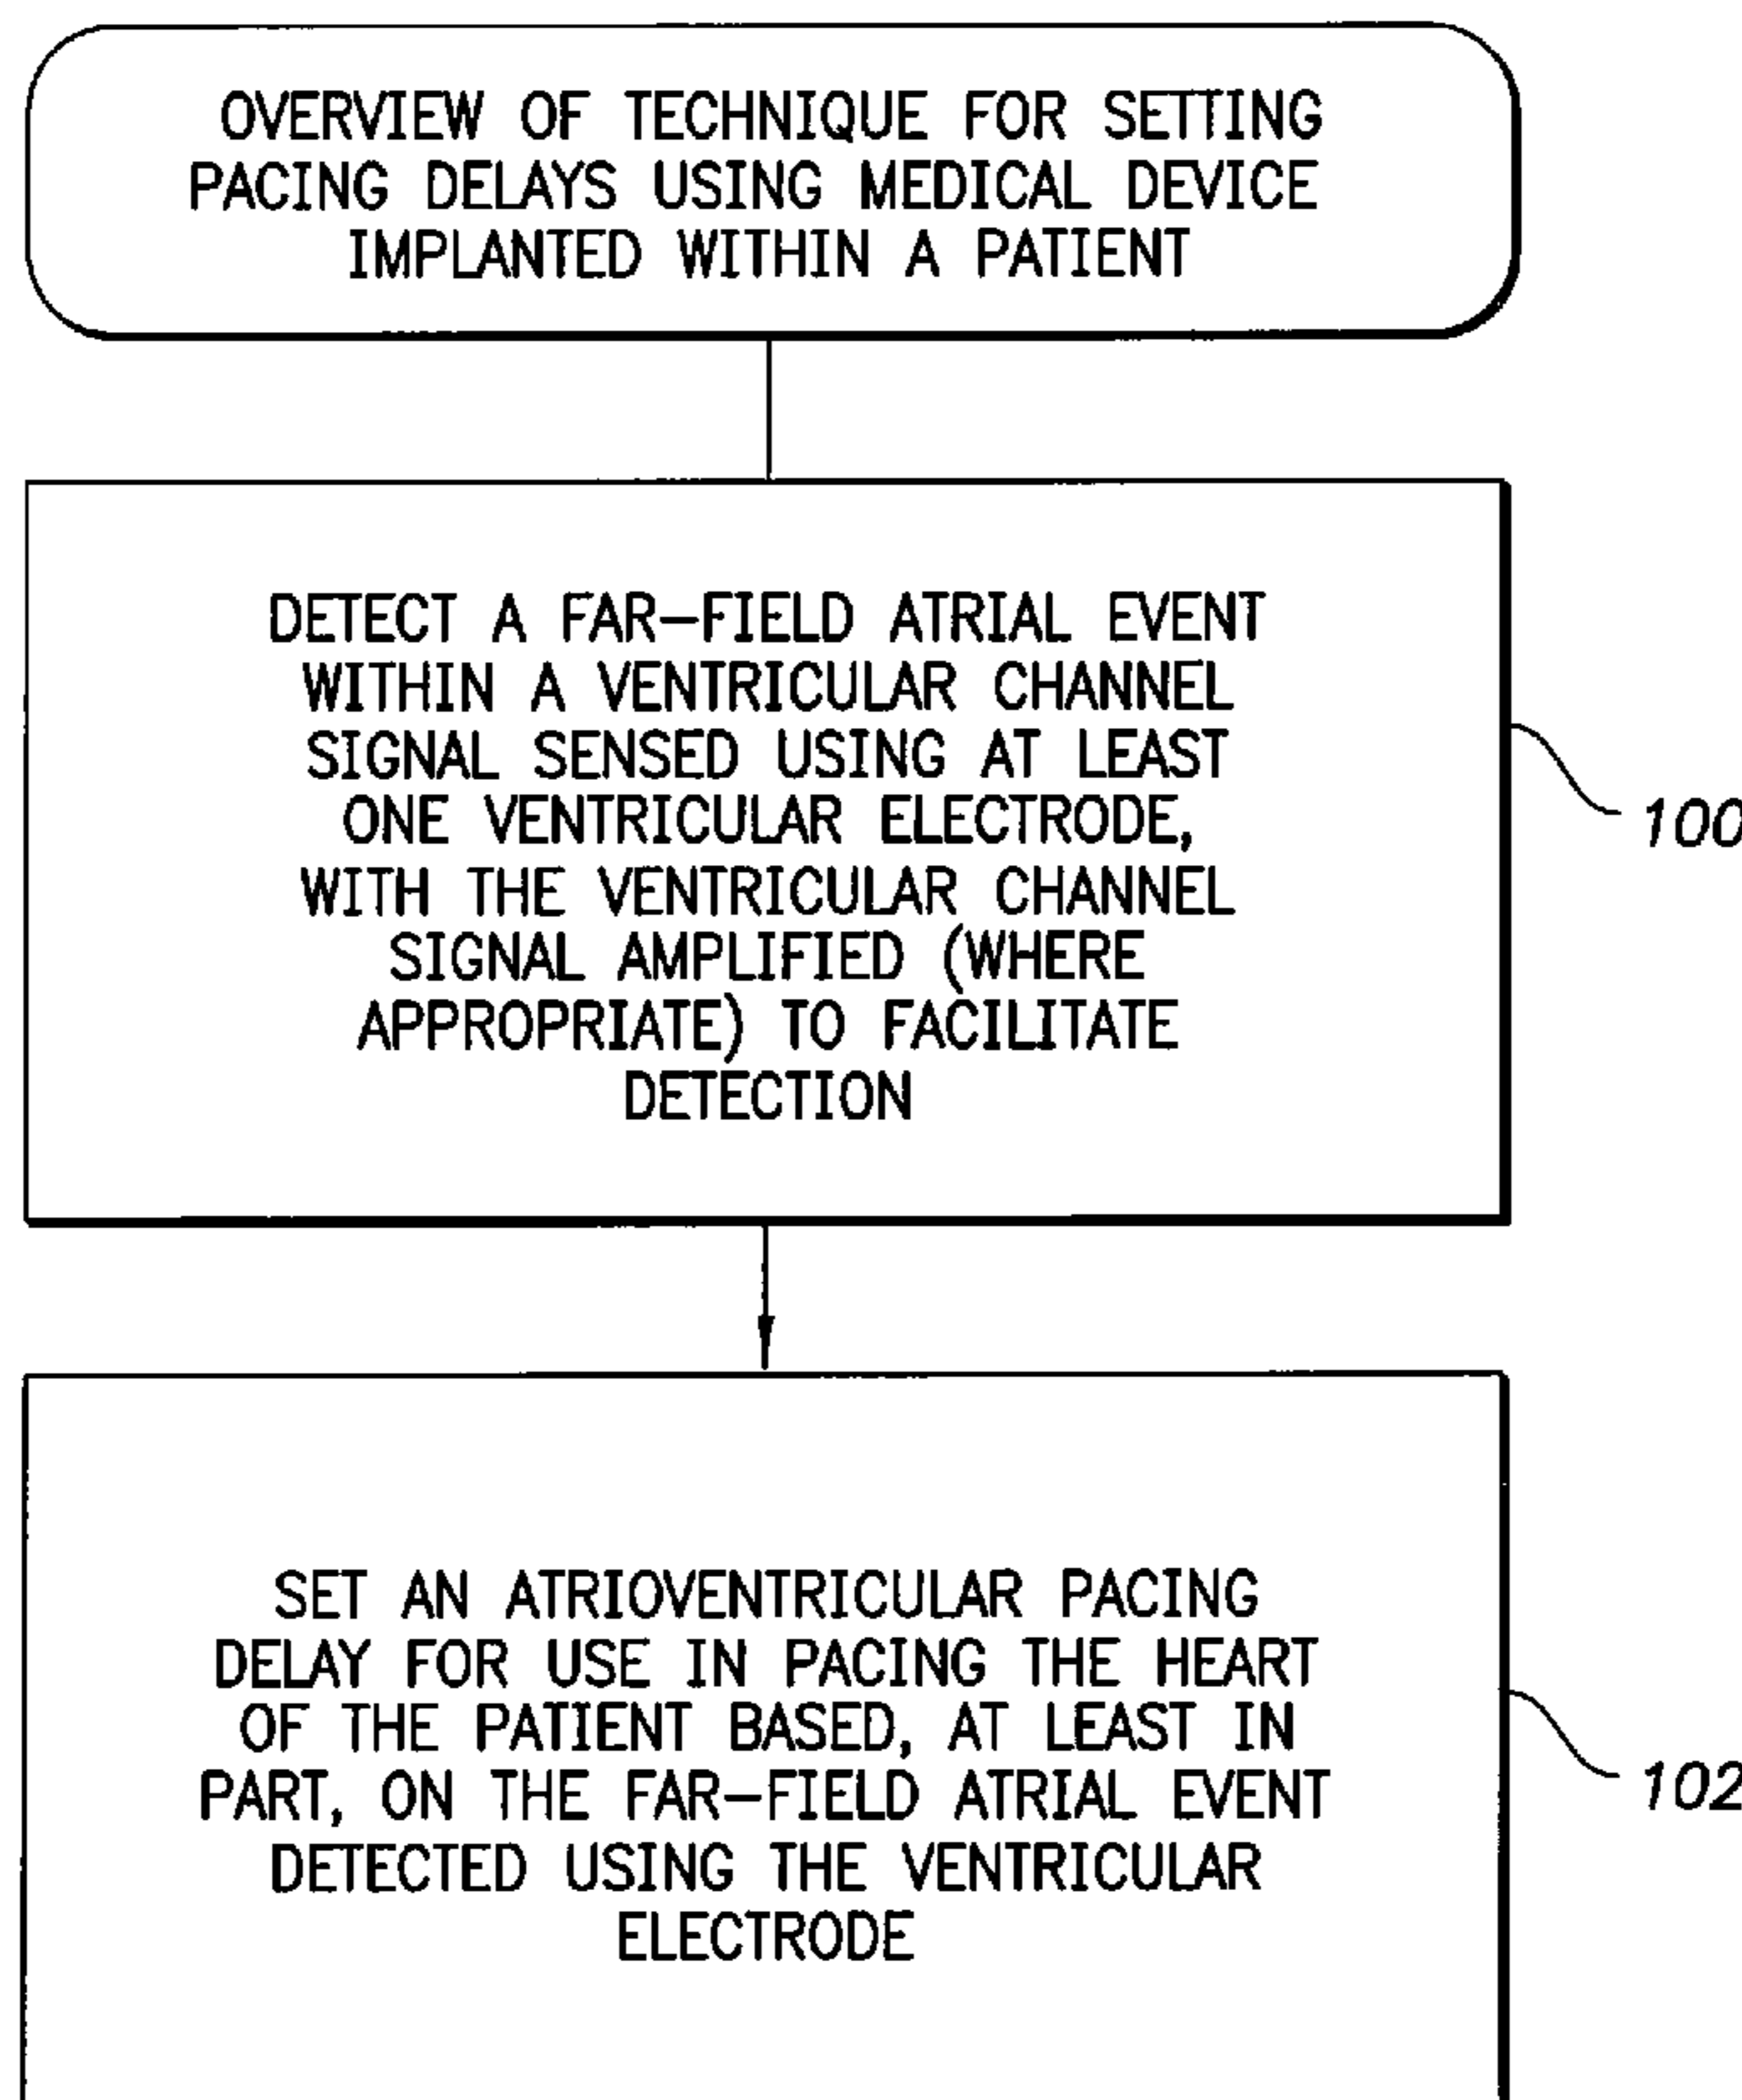 OVERVIEW OF TECHNIQUE FOR SETTING
PACING DELAYS USING MEDICAL DEVICE
IMPLANTED WITHIN A PATIENT
DETECT A FAR-FIELD ATRIAL EVENT
WITHIN A VENTRICULAR CHANNEL
SIGNAL SENSED USING AT LEAST
ONE VENTRICULAR ELECTRODE,
WITH THE VENTRICULAR CHANNEL
SIGNAL AMPLIFIED (WHERE
APPROPRIATE) TO FACILITATE
DETECTION
100
SET AN ATRIOVENTRICULAR PACING
DELAY FOR USE IN PACING THE HEART
OF THE PATIENT BASED, AT LEAST IN
PART, ON THE FAR-FIELD ATRIAL EVENT
DETECTED USING THE VENTRICULAR
ELECTRODE
102